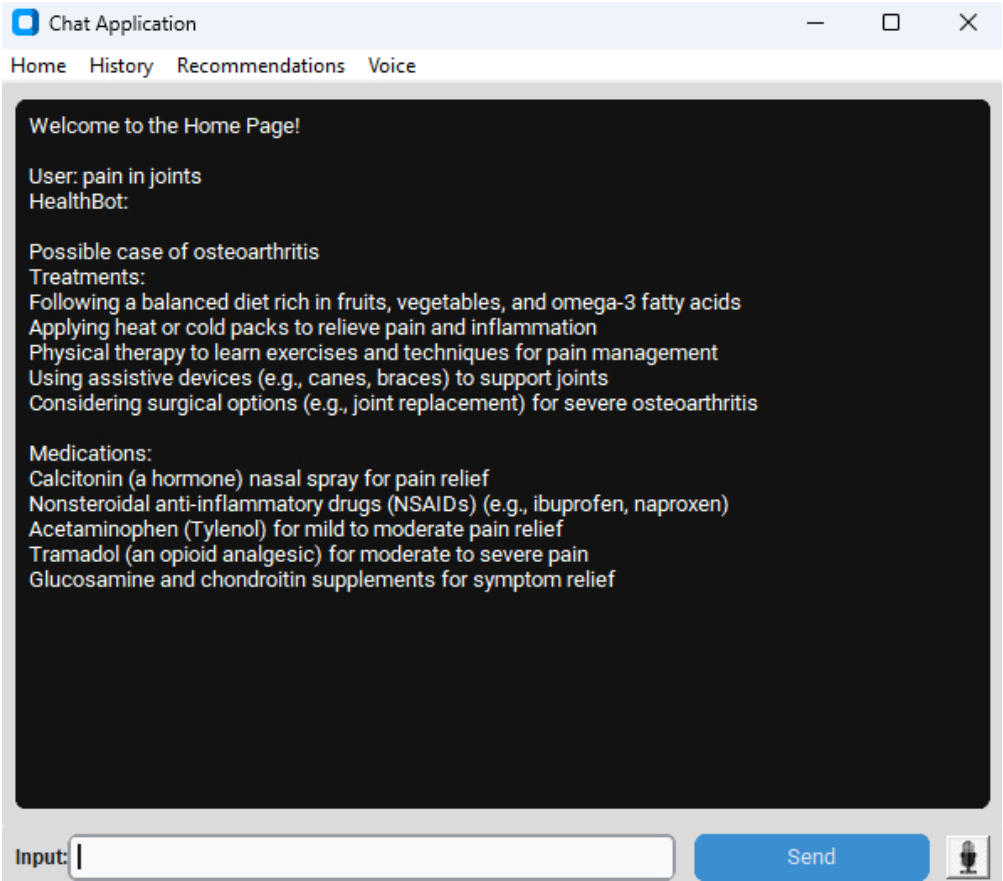 Chat Application
Home History Recommendations Voice
Welcome to the Home Page!
User: pain in joints
HealthBot:
Possible case of osteoarthritis
Treatments:
Following a balanced diet rich in fruits, vegetables, and omega-3 fatty acids
Applying heat or cold packs to relieve pain and inflammation
Physical therapy to learn exercises and techniques for pain management
Using assistive devices (e.g., canes, braces) to support joints
Considering surgical options (e.g., joint replacement) for severe osteoarthritis
Medications:
Calcitonin (a hormone) nasal spray for pain relief
Nonsteroidal anti-inflammatory drugs (NSAIDs) (e.g., ibuprofen, naproxen)
Acetaminophen (Tylenol) for mild to moderate pain relief
Tramadol (an opioid analgesic) for moderate to severe pain
Glucosamine and chondroitin supplements for symptom relief
Input: Send